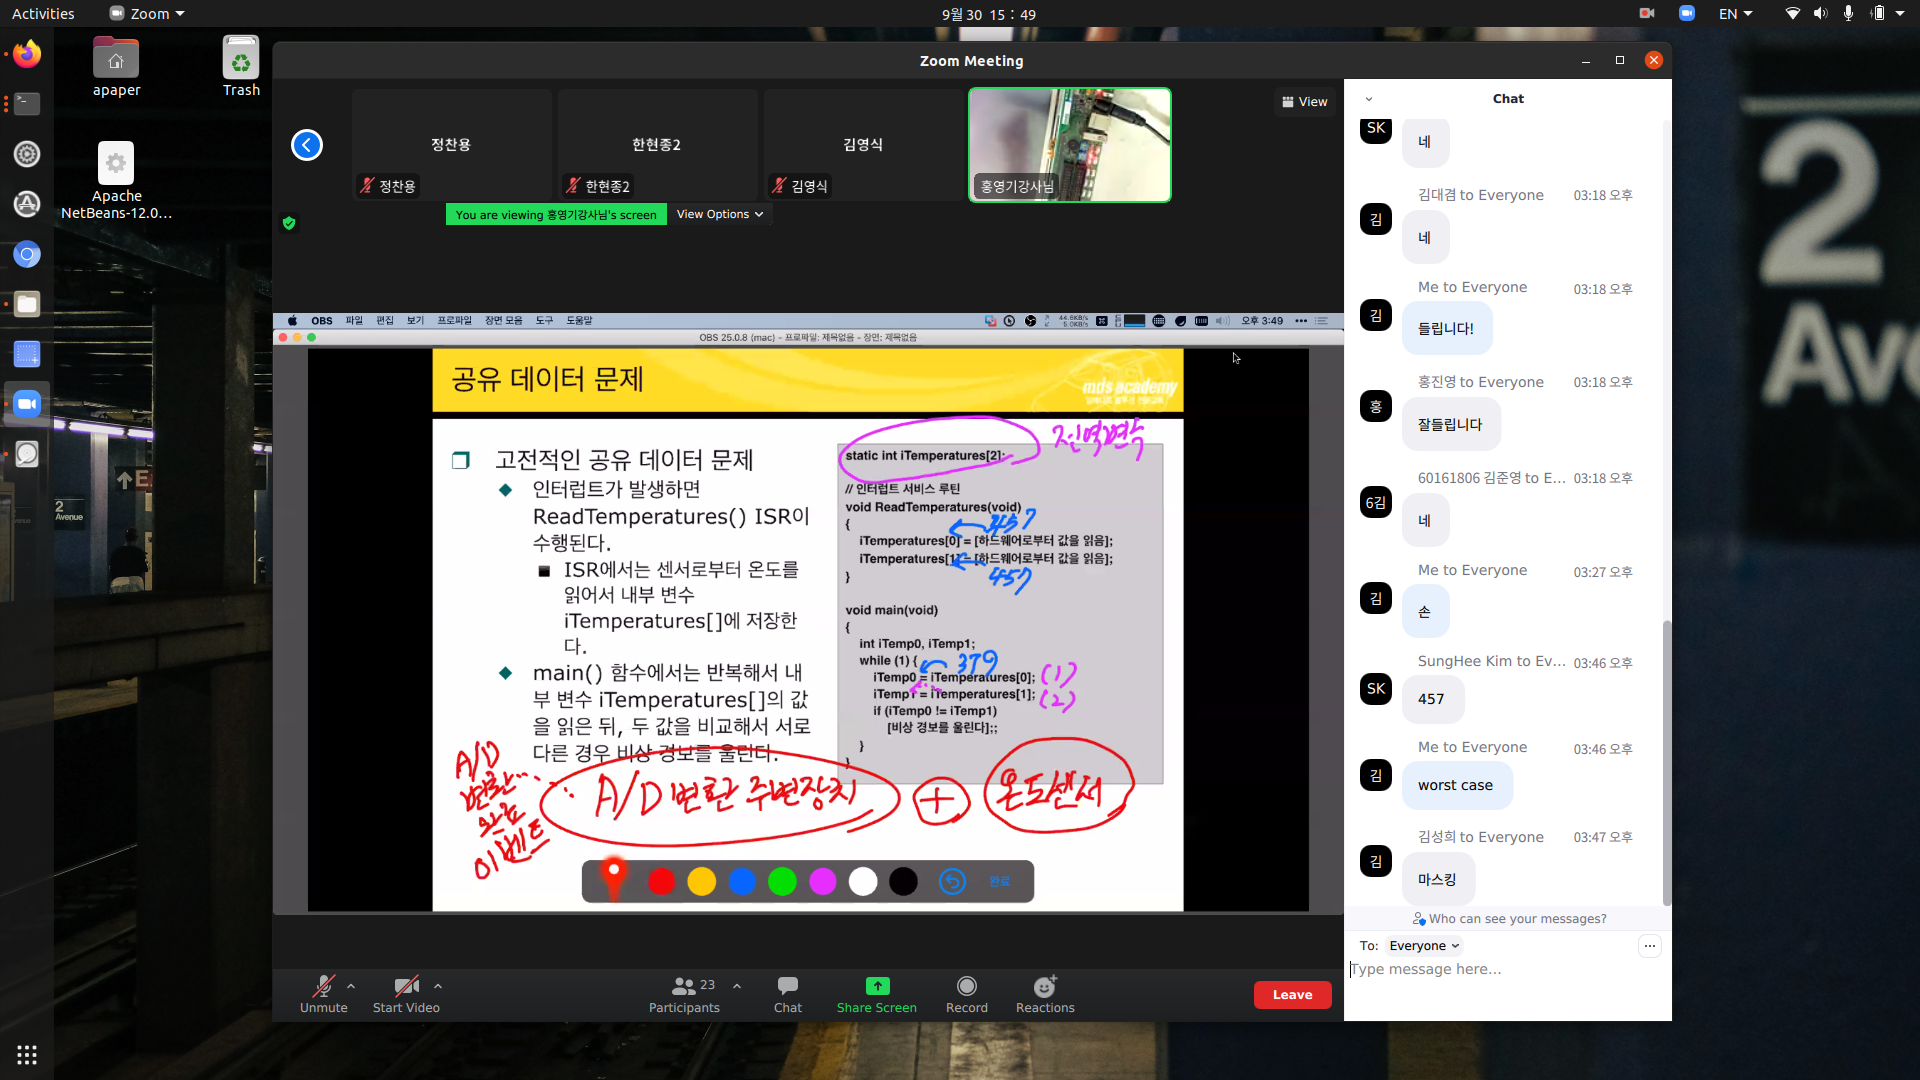 Activities
Zoom
9월 30 15 : 49
EN
apaper
Trash
Apache
NetBeans-12.0...
Zoom Meeting
정찬용
한현종2
김영식
정찬용
한현종2
김영식
홍영기강사님
View
You are viewing 홍영기강사님's screen
View Options
OBS 파일 편집 보기 프로파일 장면 모음 도구 도움말
오후 3:49
OBS 25.0.8 (mac) - 프로파일: 제목없음 - 장면: 제목없음
공유 데이터 문제
mds academy
고전적인 공유 데이터 문제
인터럽트가 발생하면
ReadTemperatures() ISR이
수행된다.
ISR에서는 센서로부터 온도를
읽어서 내부 변수
iTemperatures[]에 저장한
다.
main() 함수에서는 반복해서 내
부 변수 iTemperatures[]의 값
을 읽은 뒤, 두 값을 비교해서 서로
다른 경우 비상 경보를 울린다.
전역변수
static int iTemperatures[2];
// 인터럽트 서비스 루틴
void ReadTemperatures(void)
{
457
iTemperatures[0] = [하드웨어로부터 값을 읽음];
iTemperatures[1] = [하드웨어로부터 값을 읽음];
457
}
void main(void)
{
int iTemp0, iTemp1;
while (1) {
379
iTemp0 = iTemperatures[0]; (1)
iTemp1 = iTemperatures[1]; (2)
if (iTemp0 != iTemp1)
[비상 경보를 울린다];;
}
}
A/D
변환
완료
이벤트
A/D 변환 주변장치 + 온도센서
완료
Unmute
Start Video
Participants
23
Chat
Share Screen
Record
Reactions
Leave
Chat
SK
네
김대겸 to Everyone 03:18 오후
김
네
Me to Everyone 03:18 오후
김
들립니다!
홍진영 to Everyone 03:18 오후
홍
잘들립니다
60161806 김준영 to E... 03:18 오후
6김
네
Me to Everyone 03:27 오후
김
손
SungHee Kim to Ev... 03:46 오후
SK
457
Me to Everyone 03:46 오후
김
worst case
김성희 to Everyone 03:47 오후
김
마스킹
Who can see your messages?
To: Everyone
Type message here...
2
Ave
2
Avenue
E